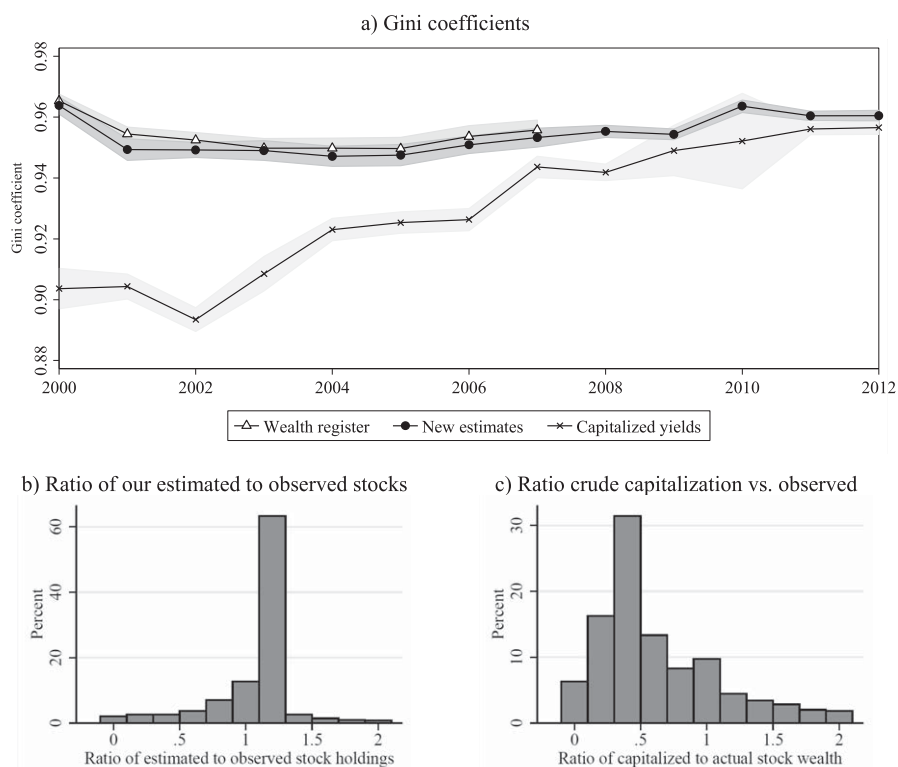 a) Gini coefficients
Gini coefficient
0.98
0.96
0.94
0.92
0.90
0.88
2000 2002 2004 2006 2008 2010 2012
Wealth register New estimates Capitalized yields
b) Ratio of our estimated to observed stocks
Percent
60
40
20
0
0 .5 1 1.5 2
Ratio of estimated to observed stock holdings
c) Ratio crude capitalization vs. observed
Percent
30
20
10
0
0 .5 1 1.5 2
Ratio of capitalized to actual stock wealth